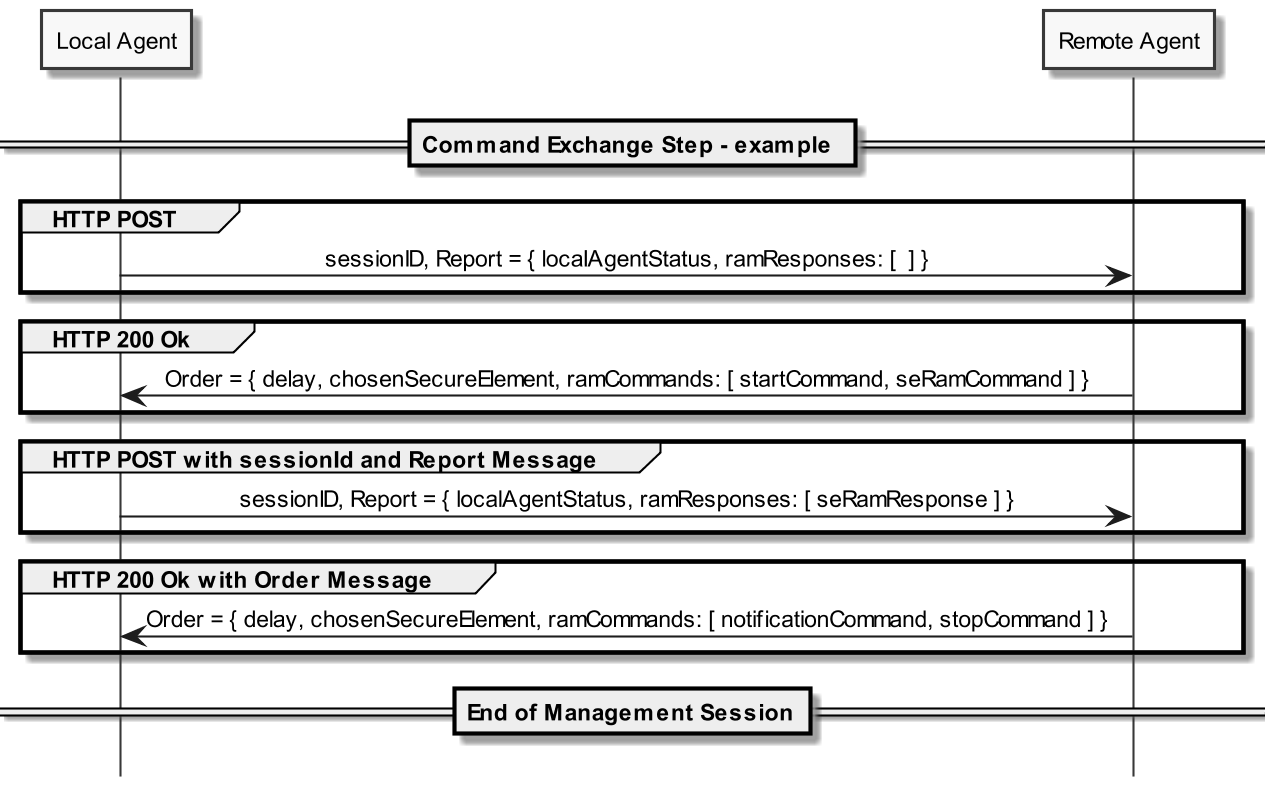 Local Agent
Remote Agent
Command Exchange Step - example
HTTP POST
sessionID, Report = { localAgentStatus, ramResponses: [  ] }
HTTP 200 Ok
Order = { delay, chosenSecureElement, ramCommands: [ startCommand, seRamCommand ] }
HTTP POST with sessionId and Report Message
sessionID, Report = { localAgentStatus, ramResponses: [ seRamResponse ] }
HTTP 200 Ok with Order Message
Order = { delay, chosenSecureElement, ramCommands: [ notificationCommand, stopCommand ] }
End of Management Session